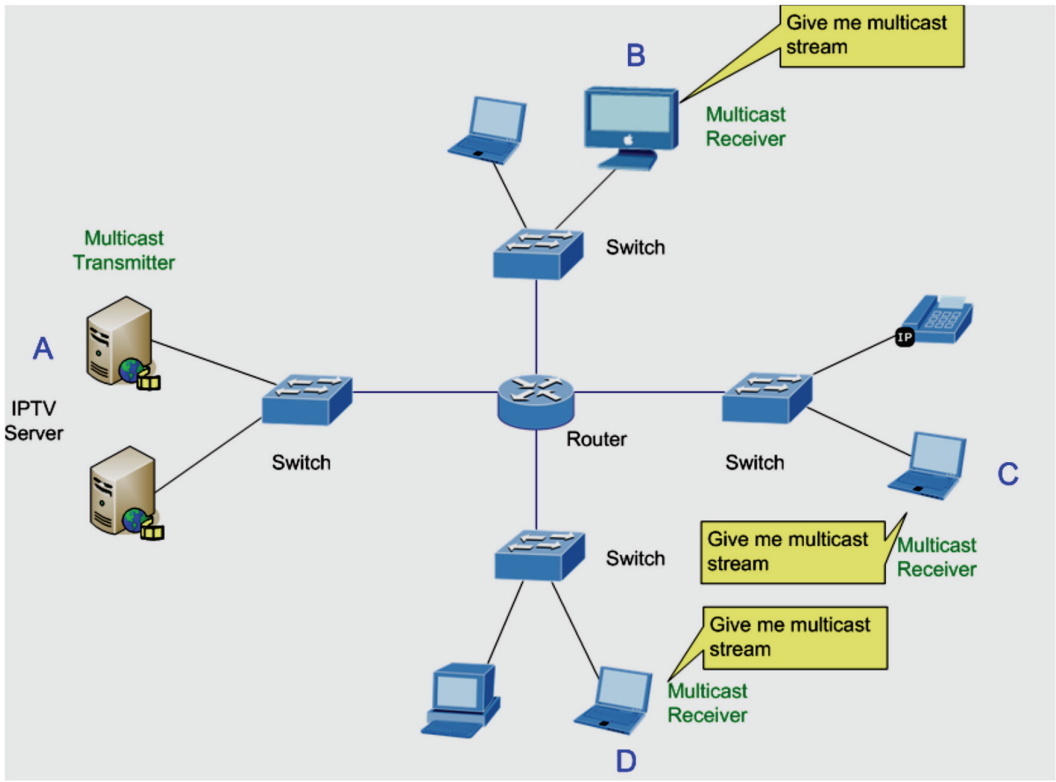 Give me multicast
stream
B
Multicast
Receiver
Switch
Multicast
Transmitter
A
IPTV
Server
IP
Router
Switch
Switch
C
Give me multicast
stream
Multicast
Receiver
Switch
Give me multicast
stream
Multicast
Receiver
D